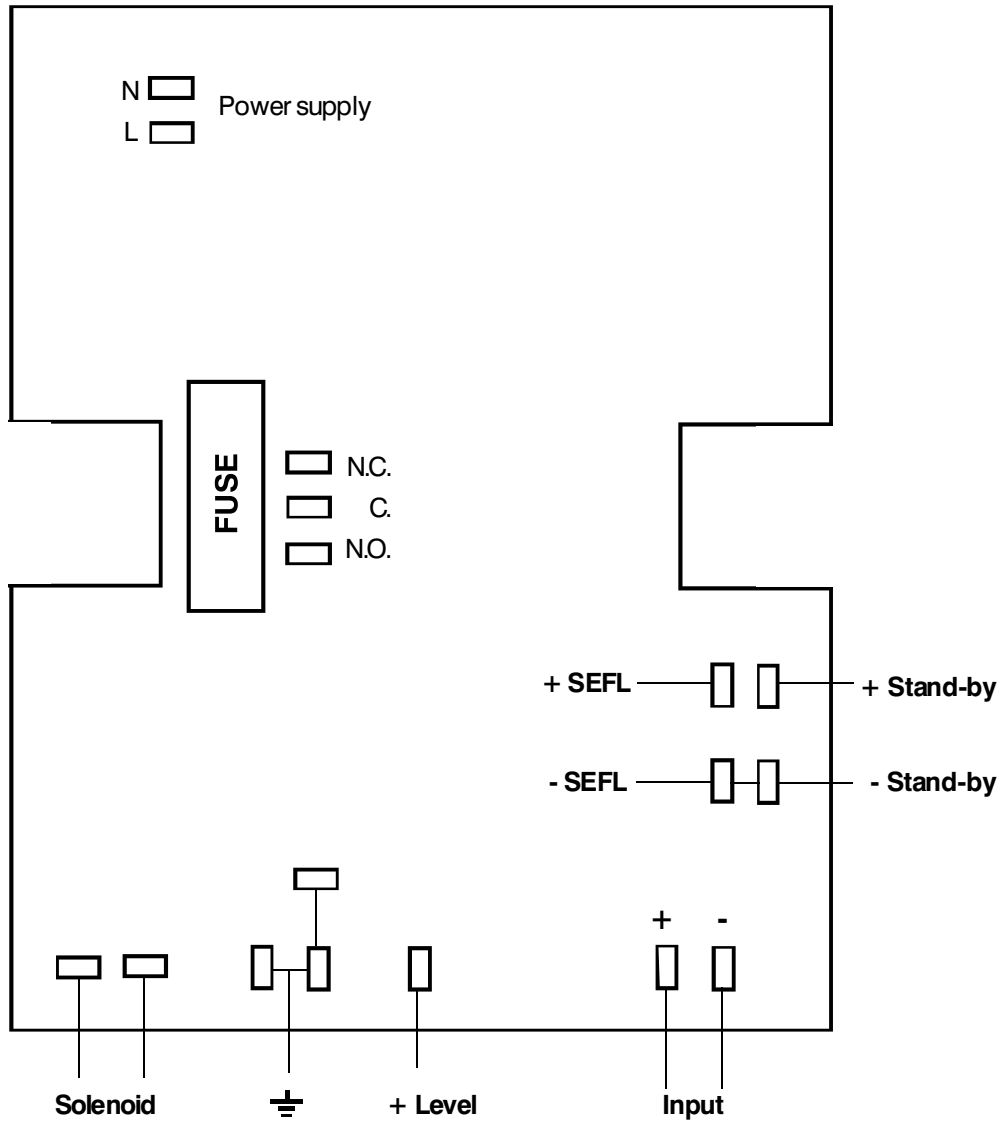 N
Power supply
L
FUSE
N.C.
C.
N.O.
+ SEFL
+ Stand-by
- SEFL
- Stand-by
+ -
Solenoid
+ Level
Input